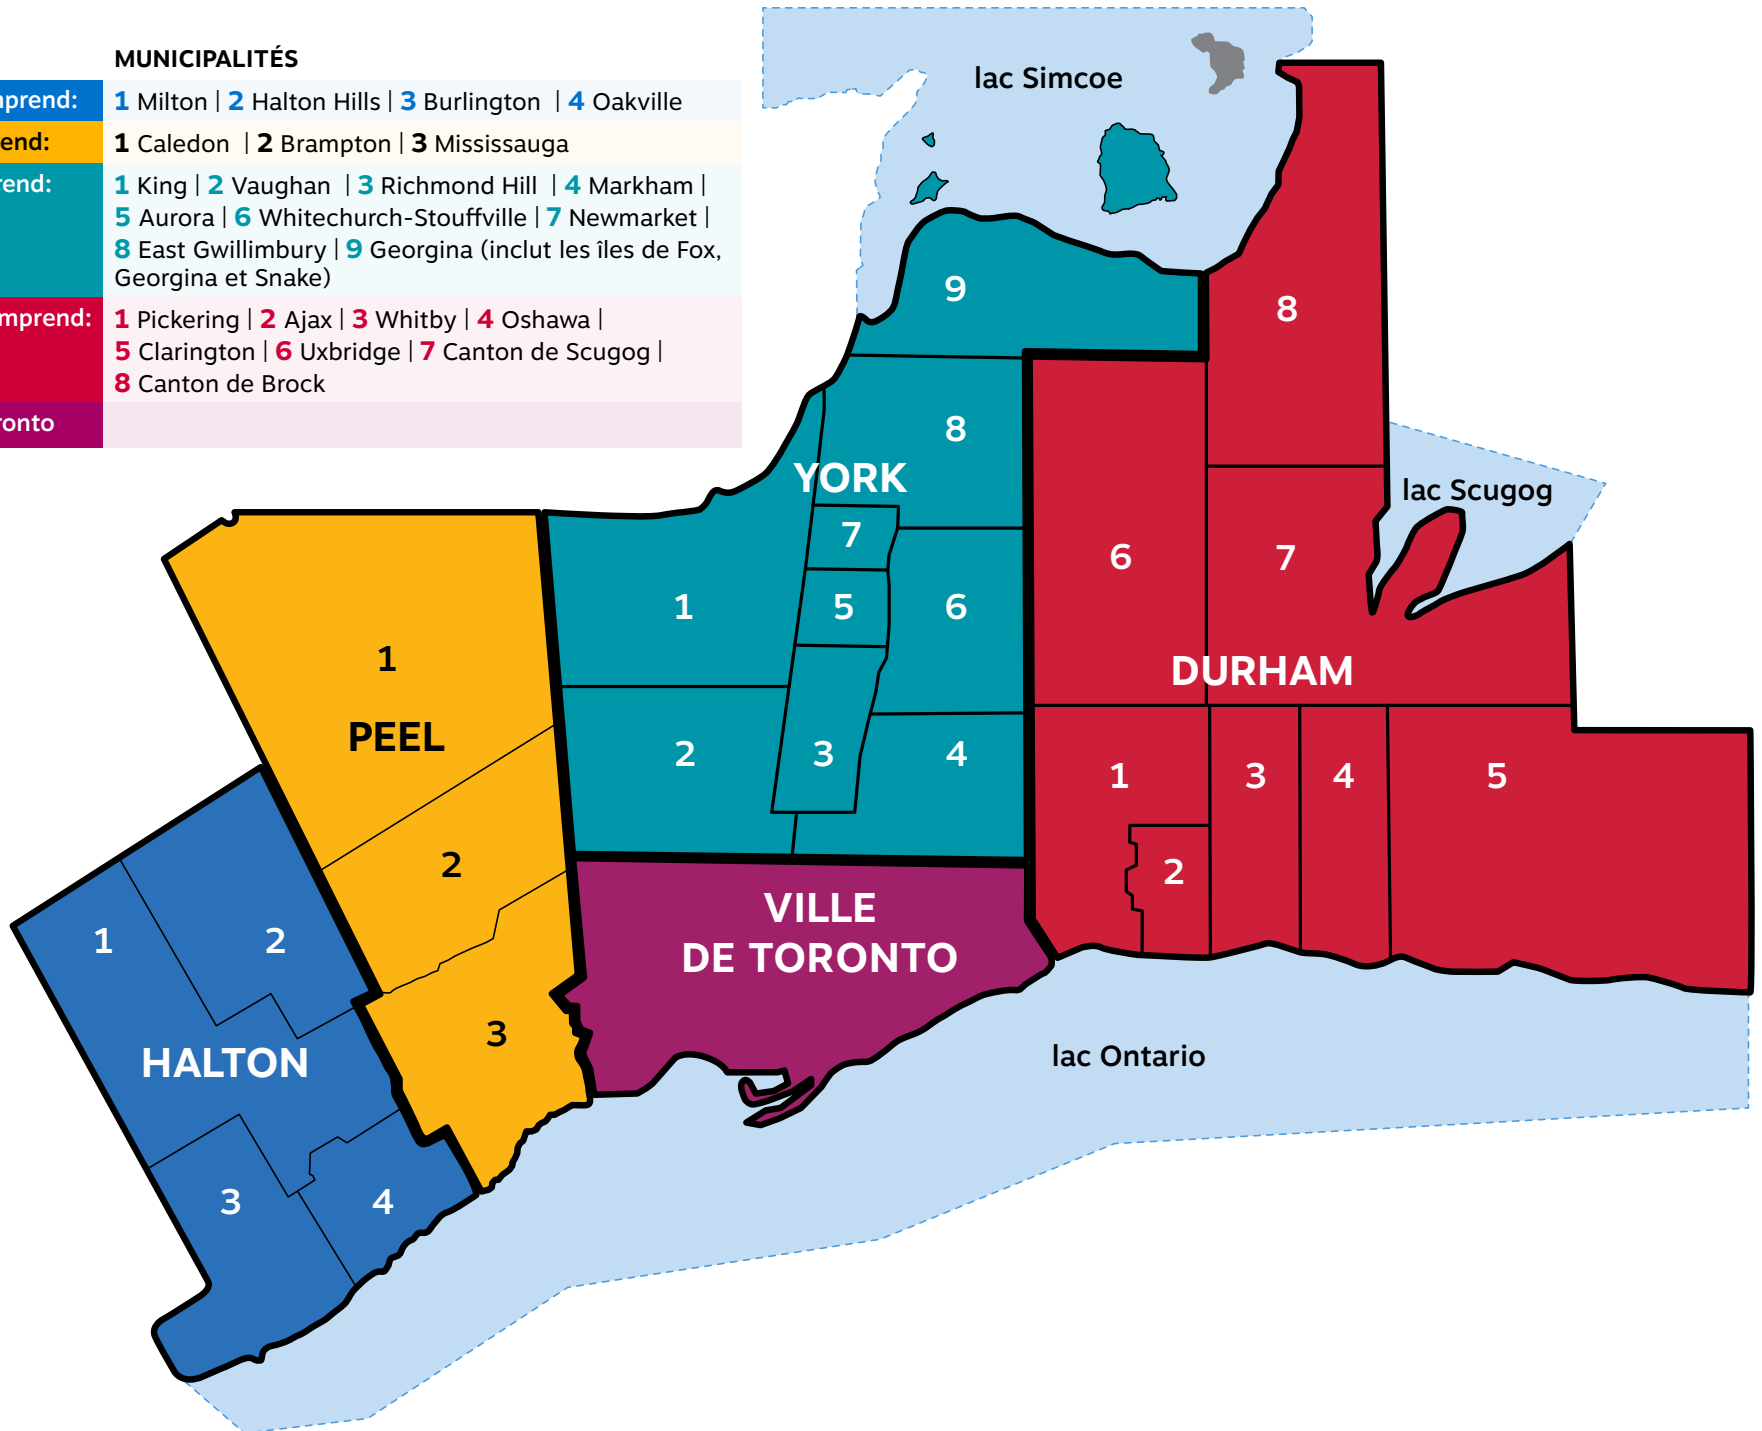 MUNICIPALITÉS
mprend: 1 Milton | 2 Halton Hills | 3 Burlington | 4 Oakville
end: 1 Caledon | 2 Brampton | 3 Mississauga
rend: 1 King | 2 Vaughan | 3 Richmond Hill | 4 Markham |
5 Aurora | 6 Whitechurch-Stouffville | 7 Newmarket |
8 East Gwillimbury | 9 Georgina (inclut les îles de Fox,
Georgina et Snake)
mprend: 1 Pickering | 2 Ajax | 3 Whitby | 4 Oshawa |
5 Clarington | 6 Uxbridge | 7 Canton de Scugog |
8 Canton de Brock
ronto
lac Simcoe
9
8
8
YORK
lac Scugog
7
6
7
1
5
6
1
DURHAM
PEEL
2
3
4
1
3
4
5
2
2
VILLE
DE TORONTO
1
2
3
HALTON
lac Ontario
3
4